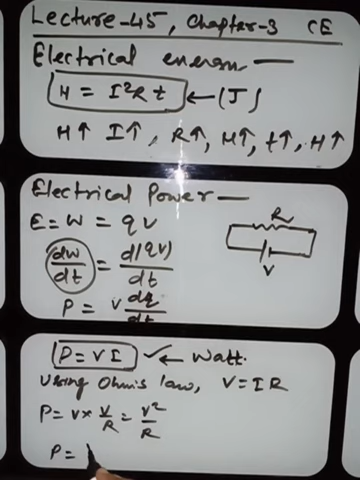 Lecture-45, Chapter-3 CE
Electrical energy —
H = I²Rt ← (J)
H↑ I↑, R↑, H↑, t↑, H↑
Electrical Power —
E = W = qV
dw/dt = d(qV)/dt
R
V
P = V dq/dt
P = VI ✓ ← Watt.
Using Ohm's law, V = IR
P = V × V/R = V²/R
P =